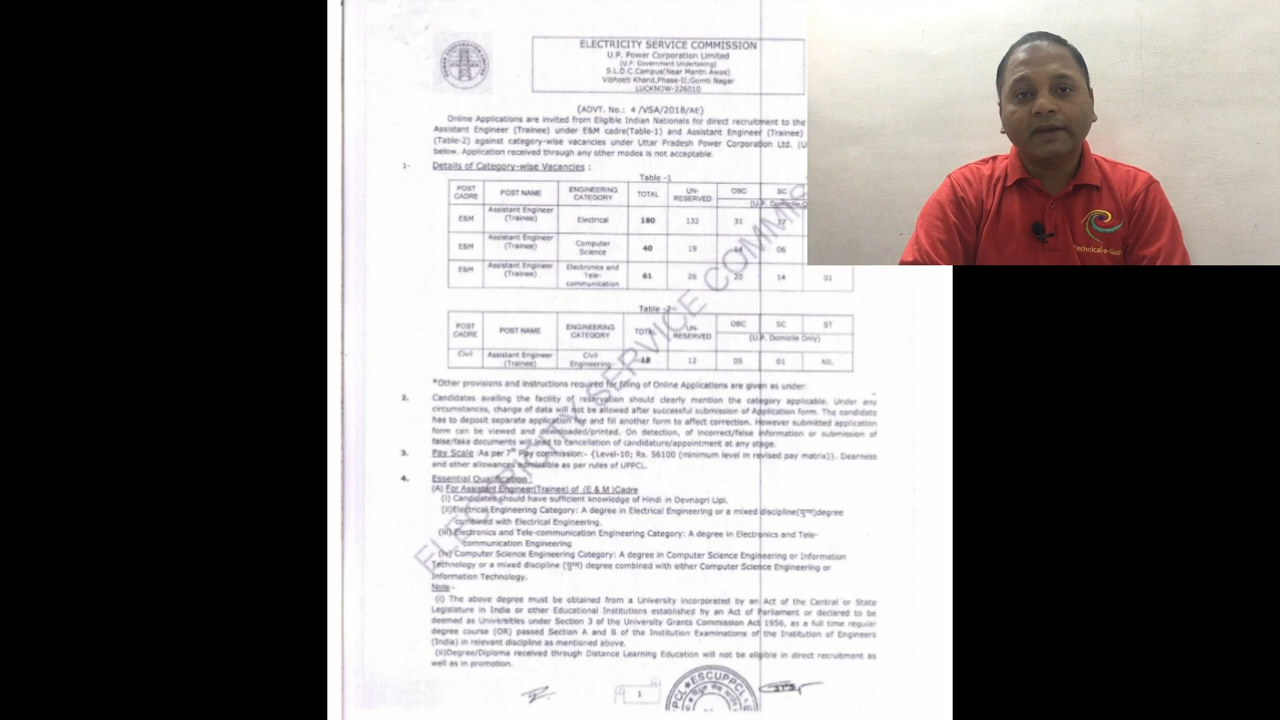 ELECTRICITY SERVICE COMMISSION
U.P. Power Corporation Limited
(U.P. Government Undertaking)
S.L.D.C.Campus(Near Mantri Awas)
Vibhooti Khand,Phase-II;Gomti Nagar
LUCKNOW-226010
(ADVT. No.: 4 /VSA/2018/AE)
Online Applications are invited from Eligible Indian Nationals for direct recruitment to the
Assistant Engineer (Trainee) under E&M cadre(Table-1) and Assistant Engineer (Trainee)
(Table-2) against category-wise vacancies under Uttar Pradesh Power Corporation Ltd. (U
below. Application received through any other modes is not acceptable.
1- Details of Category-wise Vacancies :
Table -1
POST CADRE POST NAME ENGINEERING CATEGORY TOTAL UN-RESERVED OBC SC
(U.P. Domicile O
E&M Assistant Engineer (Trainee) Electrical 180 132 31
E&M Assistant Engineer (Trainee) Computer Science 40 19 14 06
E&M Assistant Engineer (Trainee) Electronics and Tele-communication 61 26 20 14 01
Table -2
POST CADRE POST NAME ENGINEERING CATEGORY TOTAL UN-RESERVED OBC SC ST
(U.P. Domicile Only)
Civil Assistant Engineer (Trainee) Civil Engineering 18 12 05 01 NIL
*Other provisions and instructions required for filling of Online Applications are given as under:
2. Candidates availing the facility of reservation should clearly mention the category applicable. Under any
circumstances, change of data will not be allowed after successful submission of Application form. The candidate
has to deposit separate application fee and fill another form to affect correction. However submitted application
form can be viewed and downloaded/printed. On detection, of incorrect/false information or submission of
false/fake documents will lead to cancellation of candidature/appointment at any stage.
3. Pay Scale :As per 7th Pay commission:- {Level-10; Rs. 56100 (minimum level in revised pay matrix)}. Dearness
and other allowances admissible as per rules of UPPCL.
4. Essential Qualification :
(A) For Assistant Engineer(Trainee) of (E & M )Cadre
(i) Candidates should have sufficient knowledge of Hindi in Devnagri Lipi.
(ii)Electrical Engineering Category: A degree in Electrical Engineering or a mixed discipline(युग्म)degree
combined with Electrical Engineering.
(iii) Electronics and Tele-communication Engineering Category: A degree in Electronics and Tele-
communication Engineering
(iv) Computer Science Engineering Category: A degree in Computer Science Engineering or Information
Technology or a mixed discipline (युग्म) degree combined with either Computer Science Engineering or
Information Technology.
Note:-
(i) The above degree must be obtained from a University incorporated by an Act of the Central or State
Legislature in India or other Educational Institutions established by an Act of Parliament or declared to be
deemed as Universities under Section 3 of the University Grants Commission Act 1956, as a full time regular
degree course (OR) passed Section A and B of the Institution Examinations of the Institution of Engineers
(India) in relevant discipline as mentioned above.
(ii)Degree/Diploma received through Distance Learning Education will not be eligible in direct recruitment as
well as in promotion.
1
ESCUPPCL
ELECTRICITY SERVICE COMMIS
Technical-e-Guru